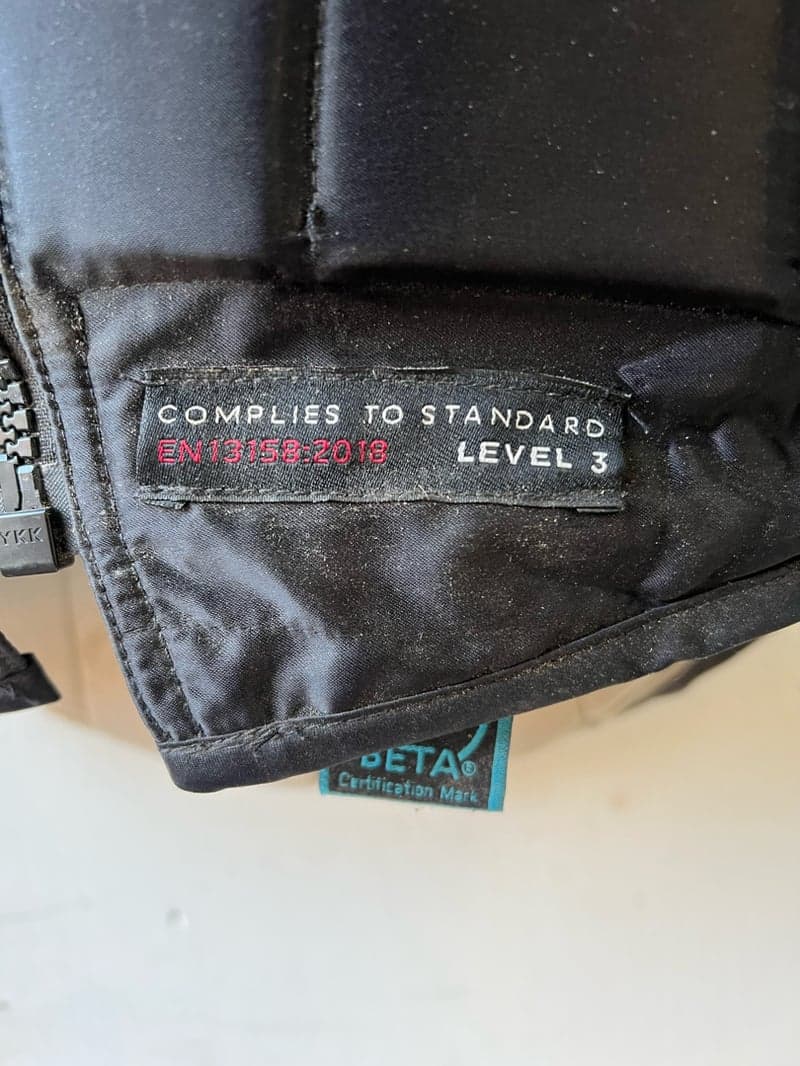 COMPLIES TO STANDARD
EN13158:2018 LEVEL 3
YKK
BETA®
Certification Mark